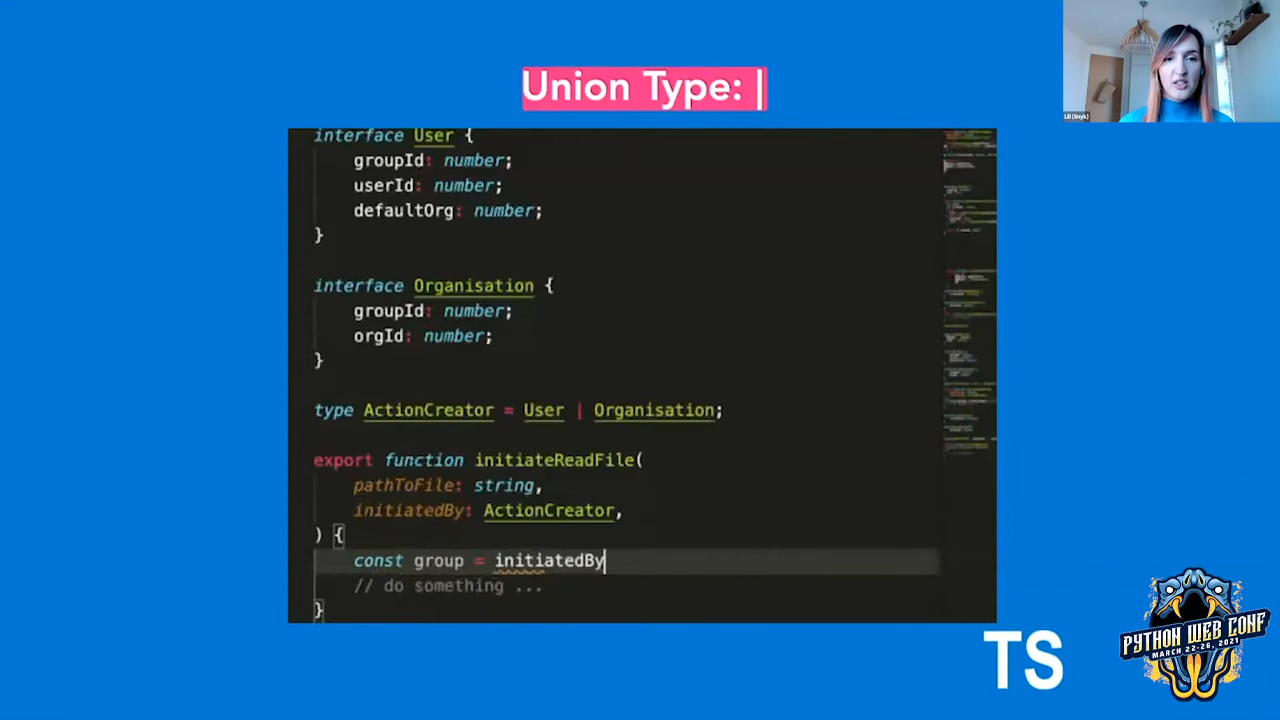 Union Type: |
Lili (Snyk)
interface User {
groupId: number;
userId: number;
defaultOrg: number;
}
interface Organisation {
groupId: number;
orgId: number;
}
type ActionCreator = User | Organisation;
export function initiateReadFile(
pathToFile: string,
initiatedBy: ActionCreator,
) {
const group = initiatedBy
// do something ...
}
TS
PYTHON WEB CONF
MARCH 22-26, 2021